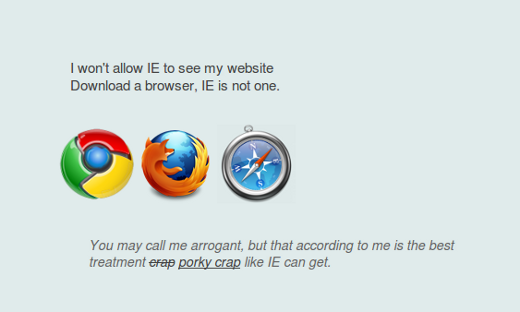 I won't allow IE to see my website
Download a browser, IE is not one.
You may call me arrogant, but that according to me is the best
treatment crap porky crap like IE can get.